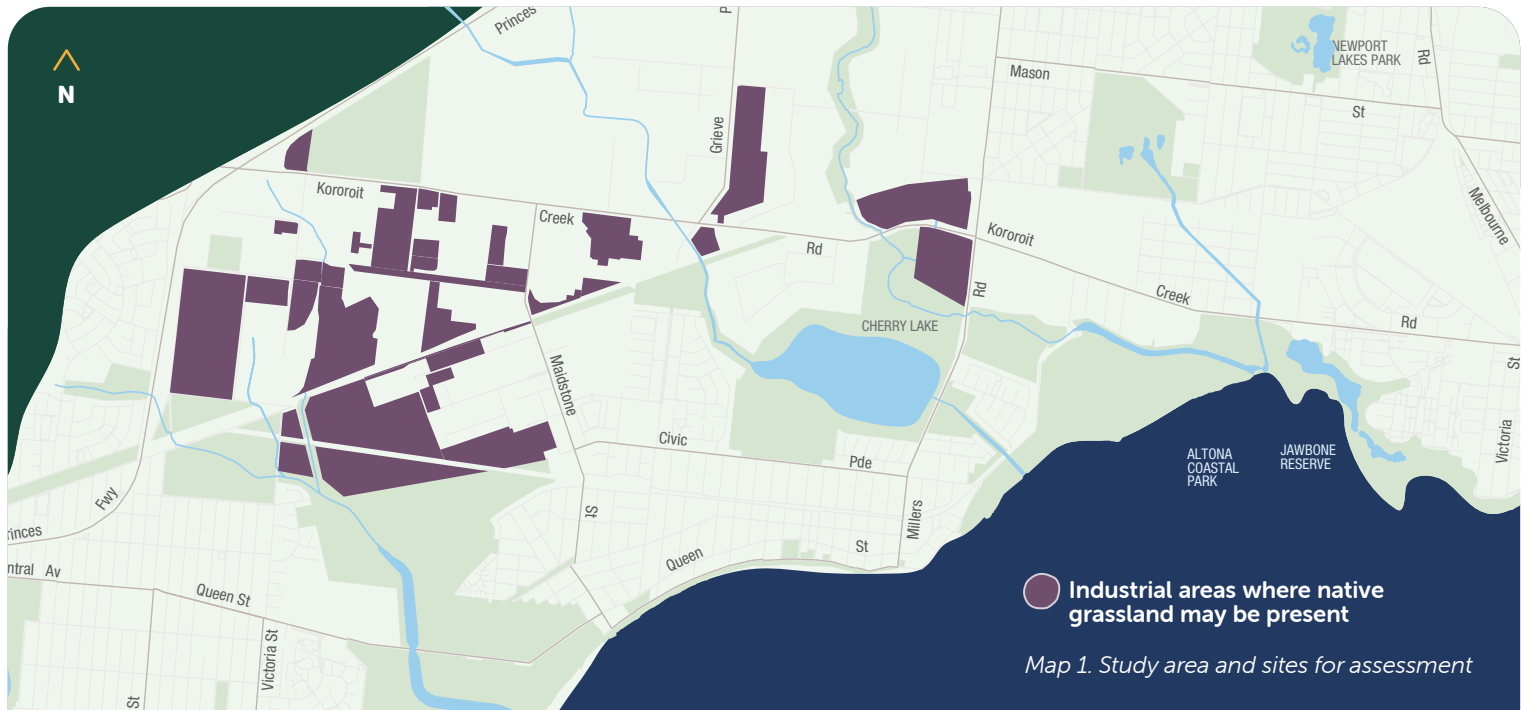 Princes
P
NEWPORT
LAKES PARK
Rd
N
Mason
St
Grieve
Kororoit
Creek
Rd
Kororoit
Melbourne
Creek
Rd
Rd
CHERRY LAKE
St
Maidstone
Civic
Pde
ALTONA
COASTAL
PARK
JAWBONE
RESERVE
Victoria
Fwy
rinces
St
Millers
St
Queen
ntral Av
Queen St
Victoria St
St
Industrial areas where native
grassland may be present
Map 1. Study area and sites for assessment